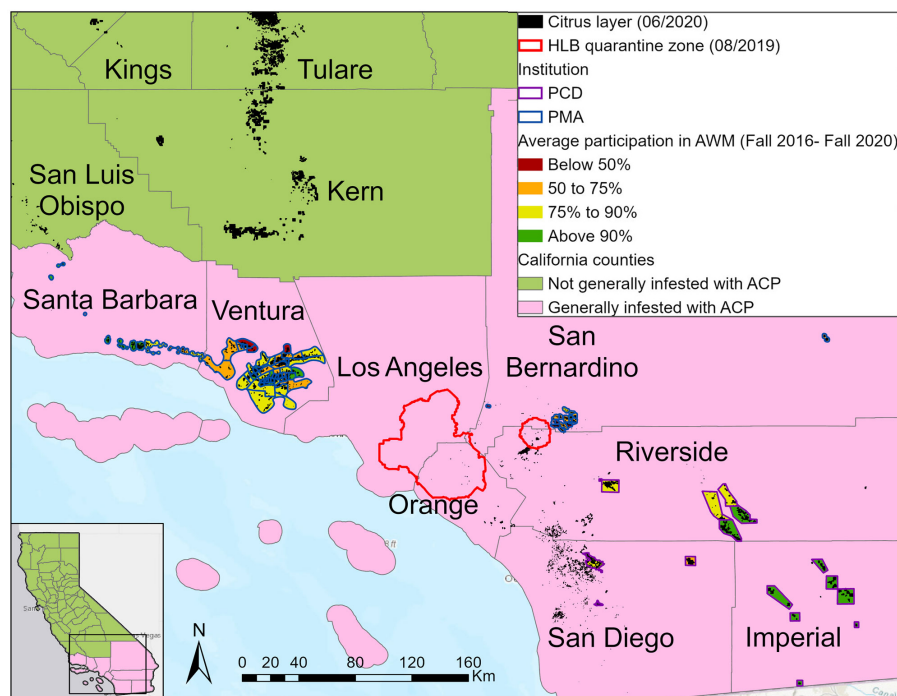 Kings
Tulare
San Luis
Obispo
Kern
Santa Barbara
Ventura
Los Angeles
San
Bernardino
Riverside
Orange
San Diego
Imperial
Citrus layer (06/2020)
HLB quarantine zone (08/2019)
Institution
PCD
PMA
Average participation in AWM (Fall 2016- Fall 2020)
Below 50%
50 to 75%
75% to 90%
Above 90%
California counties
Not generally infested with ACP
Generally infested with ACP
N
0 20 40 80 120 160
Km